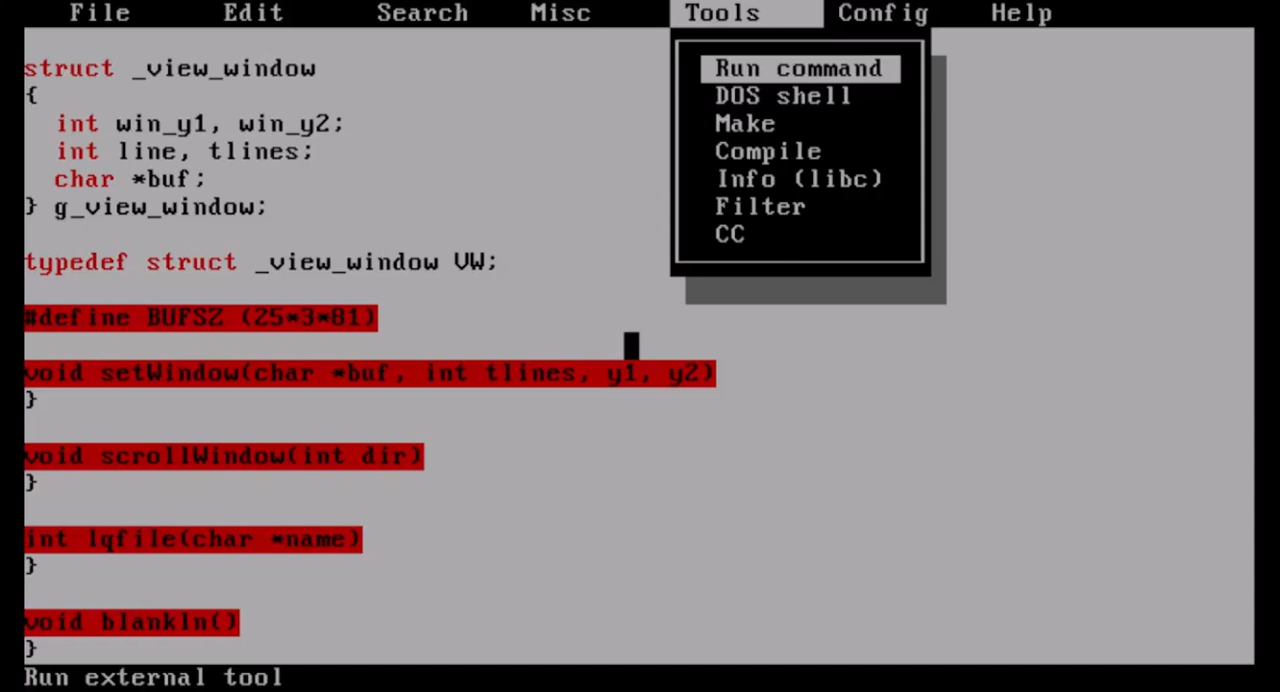 File Edit Search Misc Tools Config Help
struct _view_window
{
int win_y1, win_y2;
int line, tlines;
char *buf;
} g_view_window;
typedef struct _view_window VW;
#define BUFSZ (25*3*81)
void setWindow(char *buf, int tlines, y1, y2)
}
void scrollWindow(int dir)
}
int lqfile(char *name)
}
void blankln()
}
Run command
DOS shell
Make
Compile
Info (libc)
Filter
CC
Run external tool